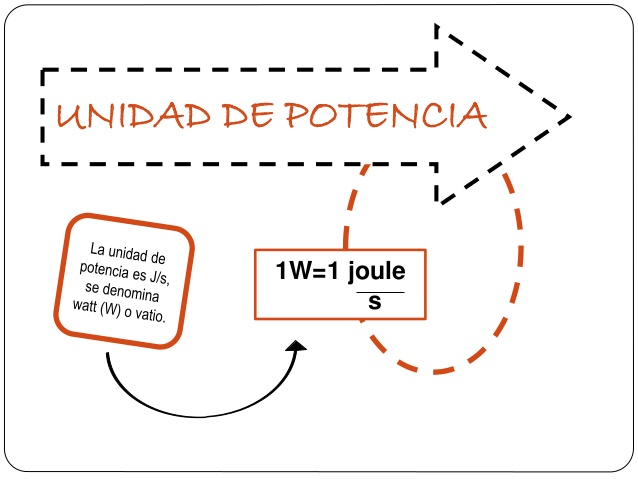 UNIDAD DE POTENCIA
La unidad de
potencia es J/s,
se denomina
watt (W) o vatio.
1W=1 joule
s